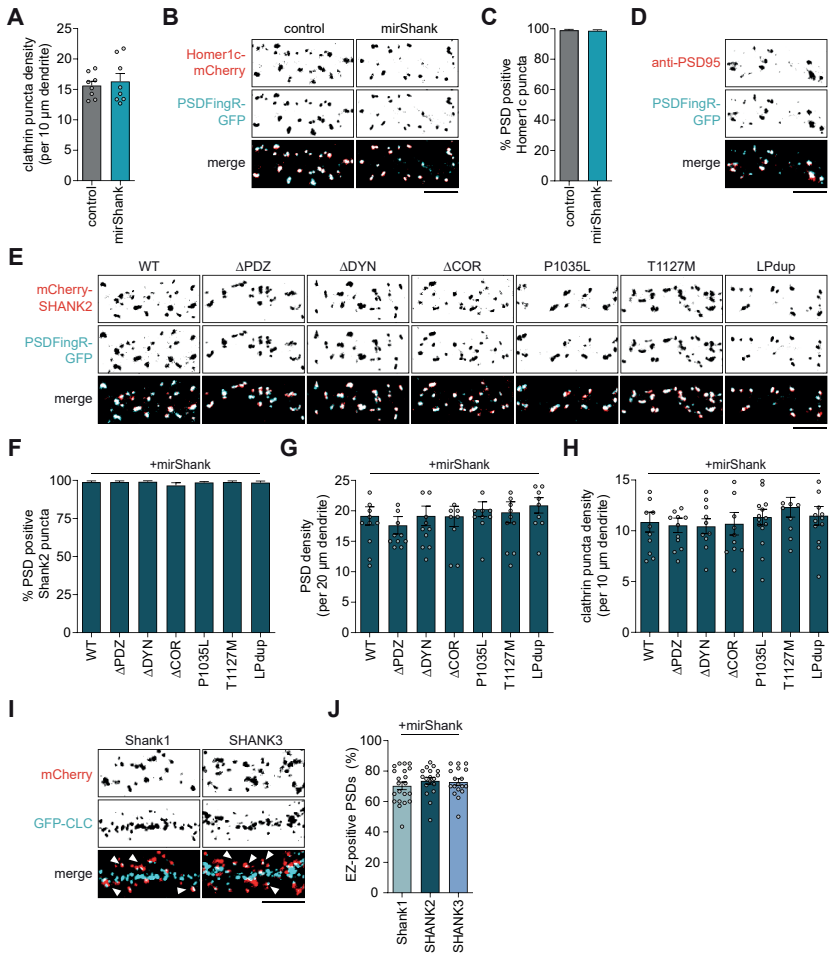 A
clathrin puncta density
(per 10 µm dendrite)
25
20
15
10
5
0
control
mirShank
B
control
mirShank
Homer1c-
mCherry
PSDFingR-
GFP
merge
C
% PSD positive
Homer1c puncta
100
80
60
40
20
0
control
mirShank
D
anti-PSD95
PSDFingR-
GFP
merge
E
WT
ΔPDZ
ΔDYN
ΔCOR
P1035L
T1127M
LPdup
mCherry-
SHANK2
PSDFingR-
GFP
merge
F
+mirShank
% PSD positive
Shank2 puncta
100
75
50
25
0
WT
ΔPDZ
ΔDYN
ΔCOR
P1035L
T1127M
LPdup
G
+mirShank
PSD density
(per 20 µm dendrite)
25
20
15
10
5
0
WT
ΔPDZ
ΔDYN
ΔCOR
P1035L
T1127M
LPdup
H
+mirShank
clathrin puncta density
(per 10 µm dendrite)
15
10
5
0
WT
ΔPDZ
ΔDYN
ΔCOR
P1035L
T1127M
LPdup
I
Shank1
SHANK3
mCherry
GFP-CLC
merge
J
+mirShank
EZ-positive PSDs (%)
100
80
60
40
20
0
Shank1
SHANK2
SHANK3